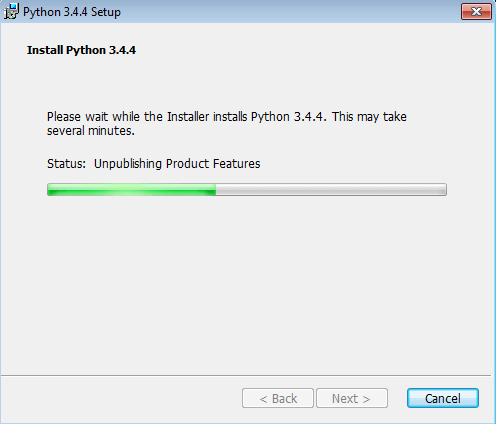 Python 3.4.4 Setup
Install Python 3.4.4
Please wait while the Installer installs Python 3.4.4. This may take
several minutes.
Status: Unpublishing Product Features
< Back Next > Cancel